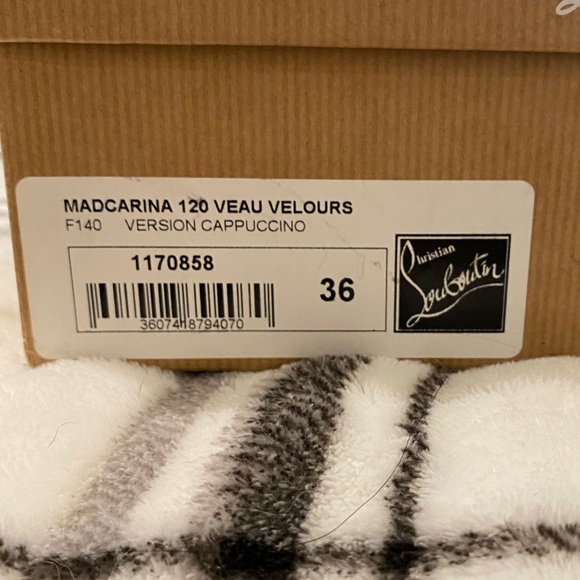 MADCARINA 120 VEAU VELOURS
F140 VERSION CAPPUCCINO
1170858
36
3607418794070
Christian
Louboutin